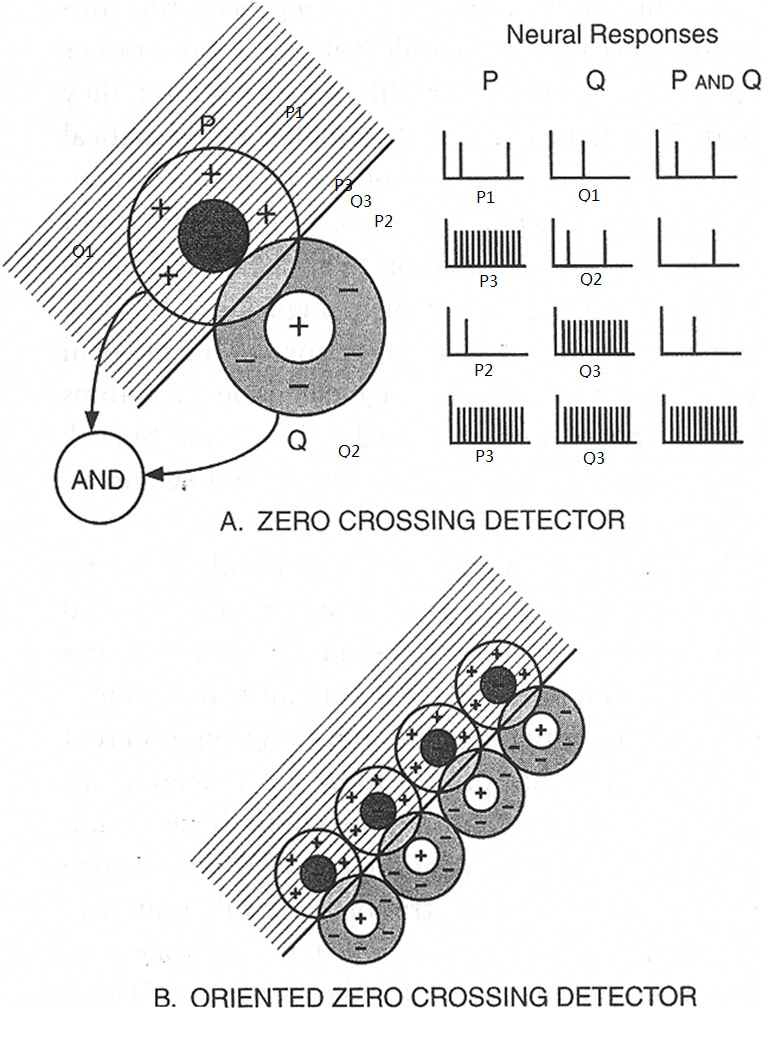 Neural Responses
P Q P AND Q
P
P1
P3
Q3
P2
Q1
+
+
+
+
+
−
−
−
−
P1 Q1
P3 Q2
P2 Q3
P3 Q3
Q
Q2
AND
A. ZERO CROSSING DETECTOR
B. ORIENTED ZERO CROSSING DETECTOR